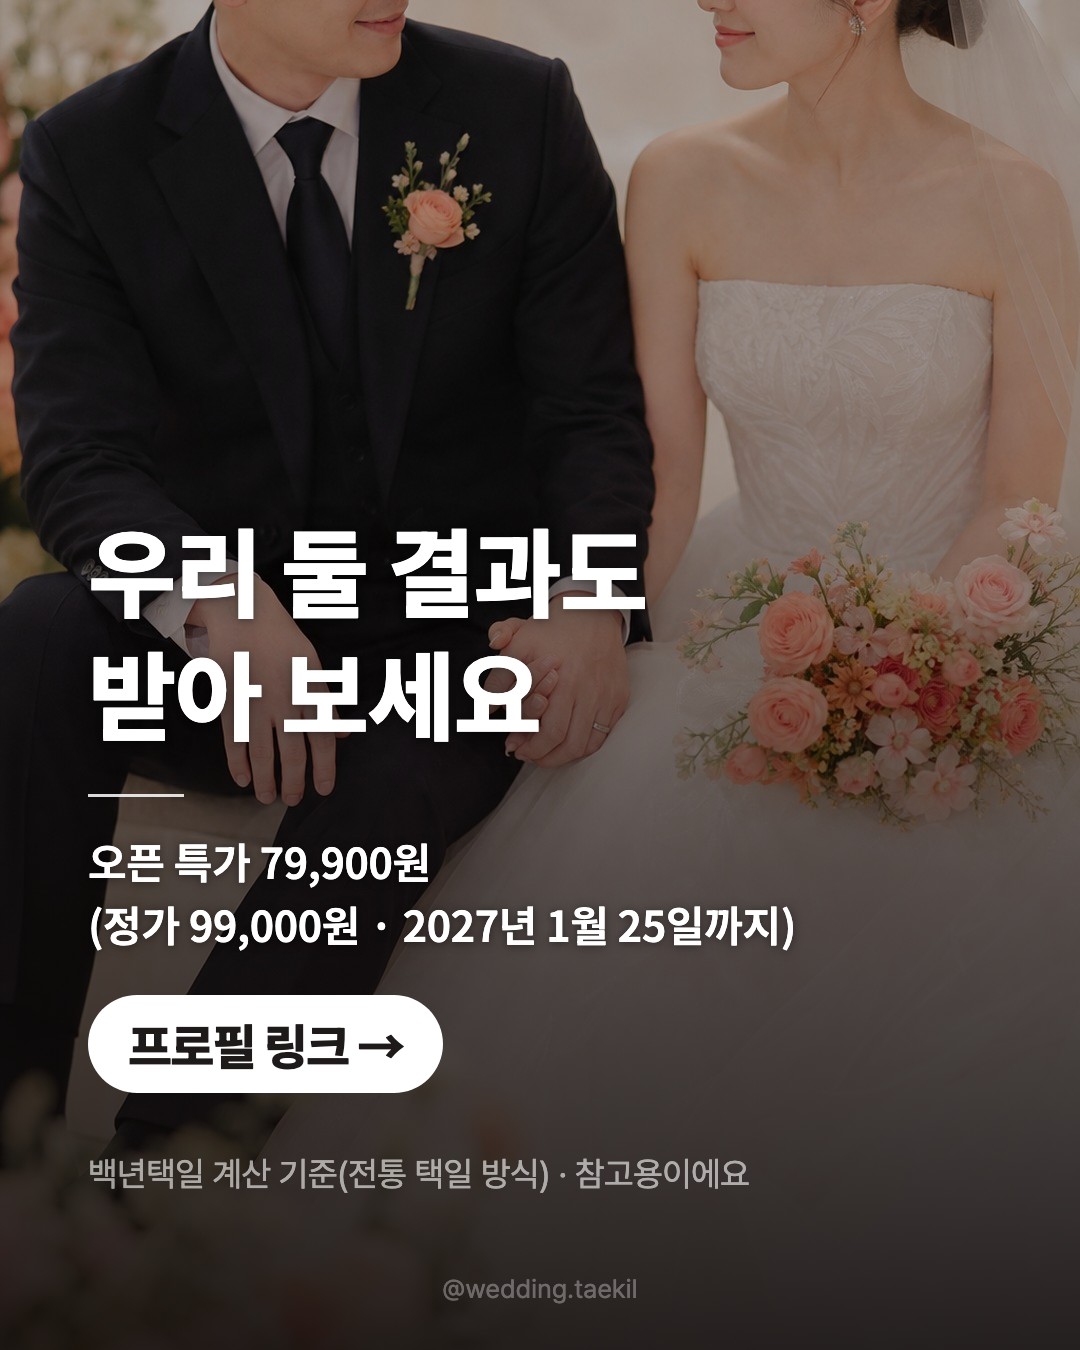 우리 둘 결과도
받아 보세요
오픈 특가 79,900원
(정가 99,000원 · 2027년 1월 25일까지)
프로필 링크 →
백년택일 계산 기준(전통 택일 방식) · 참고용이에요
@wedding.taekil